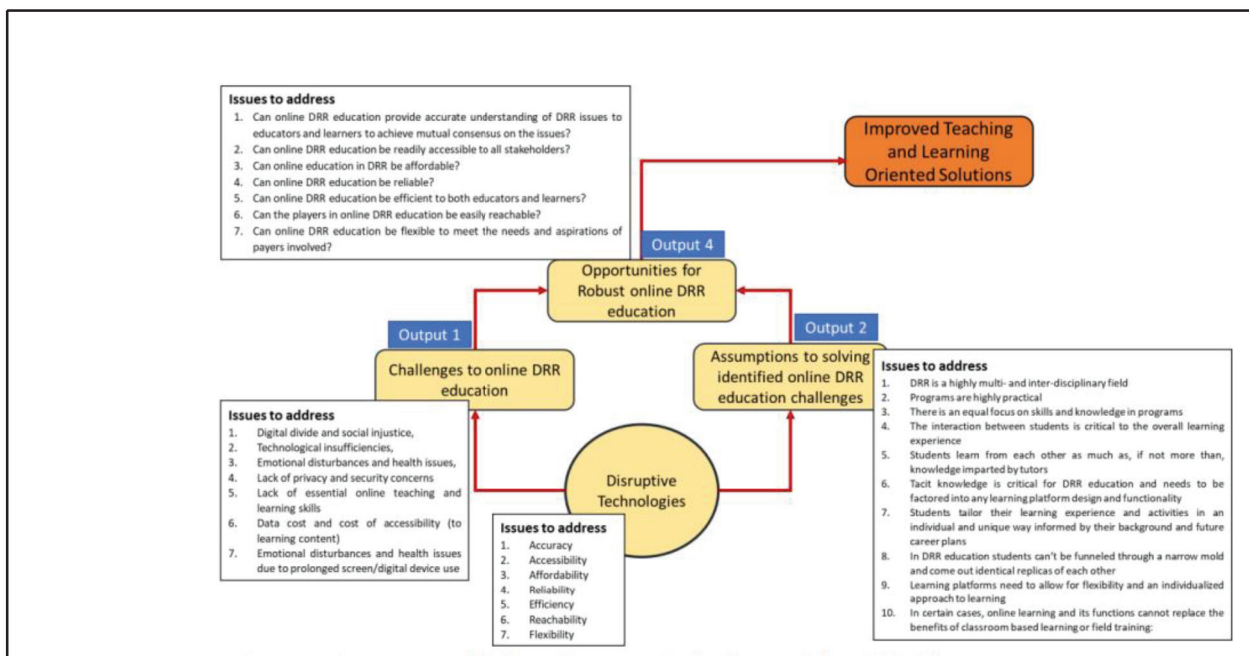 Issues to address
1. Can online DRR education provide accurate understanding of DRR issues to
educators and learners to achieve mutual consensus on the issues?
2. Can online DRR education be readily accessible to all stakeholders?
3. Can online education in DRR be affordable?
4. Can online DRR education be reliable?
5. Can online DRR education be efficient to both educators and learners?
6. Can the players in online DRR education be easily reachable?
7. Can online DRR education be flexible to meet the needs and aspirations of
payers involved?
Improved Teaching
and Learning
Oriented Solutions
Output 4
Opportunities for
Robust online DRR
education
Output 1
Challenges to online DRR
education
Output 2
Assumptions to solving
identified online DRR
education challenges
Issues to address
1. Digital divide and social injustice,
2. Technological insufficiencies,
3. Emotional disturbances and health issues,
4. Lack of privacy and security concerns
5. Lack of essential online teaching and
learning skills
6. Data cost and cost of accessibility (to
learning content)
7. Emotional disturbances and health issues
due to prolonged screen/digital device use
Disruptive
Technologies
Issues to address
1. Accuracy
2. Accessibility
3. Affordability
4. Reliability
5. Efficiency
6. Reachability
7. Flexibility
Issues to address
1. DRR is a highly multi- and inter-disciplinary field
2. Programs are highly practical
3. There is an equal focus on skills and knowledge in programs
4. The interaction between students is critical to the overall learning
experience
5. Students learn from each other as much as, if not more than,
knowledge imparted by tutors
6. Tacit knowledge is critical for DRR education and needs to be
factored into any learning platform design and functionality
7. Students tailor their learning experience and activities in an
individual and unique way informed by their background and future
career plans
8. In DRR education students can't be funneled through a narrow mold
and come out identical replicas of each other
9. Learning platforms need to allow for flexibility and an individualized
approach to learning
10. In certain cases, online learning and its functions cannot replace the
benefits of classroom based learning or field training: